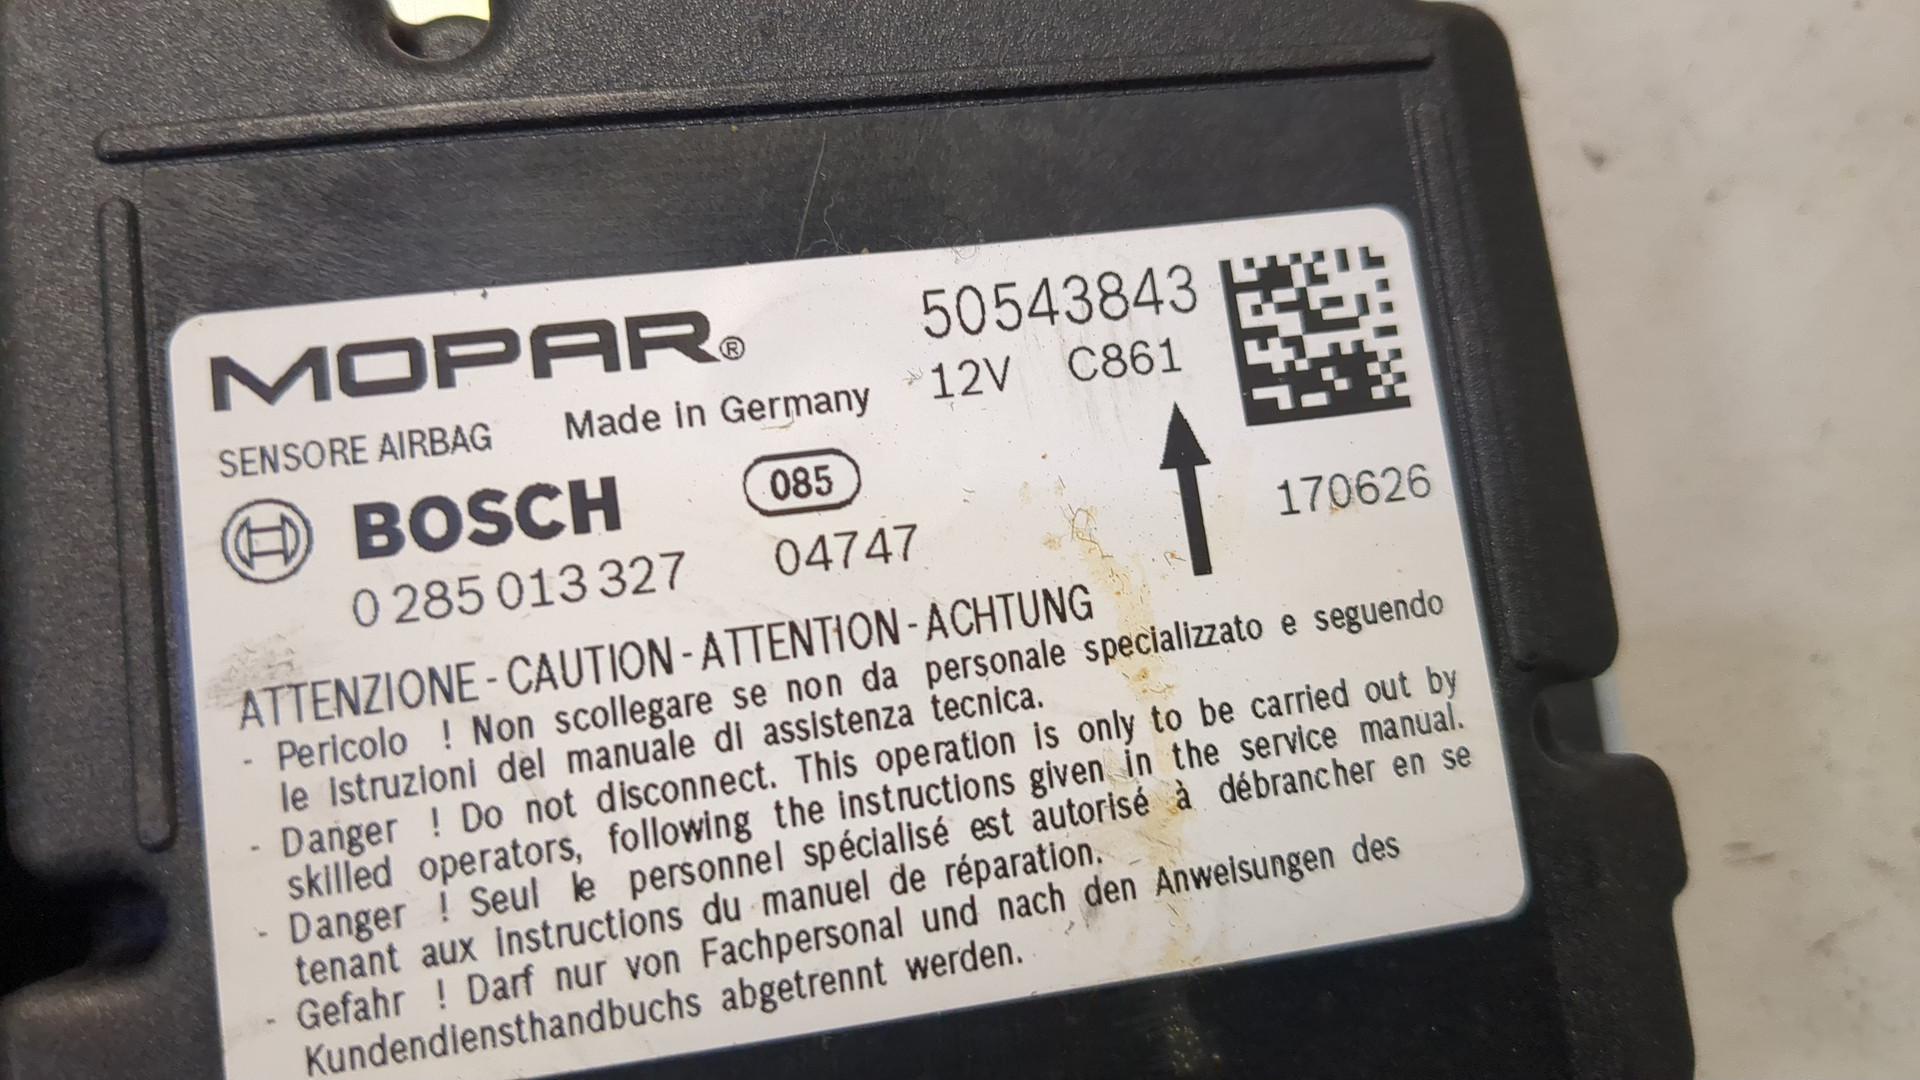 MOPAR®
50543843
12V C861
SENSORE AIRBAG Made in Germany
BOSCH 085
170626
0 285 013 327 04747
ATTENZIONE - CAUTION - ATTENTION - ACHTUNG
- Pericolo ! Non scollegare se non da personale specializzato e seguendo
le istruzioni del manuale di assistenza tecnica.
- Danger ! Do not disconnect. This operation is only to be carried out by
skilled operators, following the instructions given in the service manual.
- Danger ! Seul le personnel spécialisé est autorisé à débrancher en se
tenant aux instructions du manuel de réparation.
- Gefahr ! Darf nur von Fachpersonal und nach den Anweisungen des
Kundendiensthandbuchs abgetrennt werden.